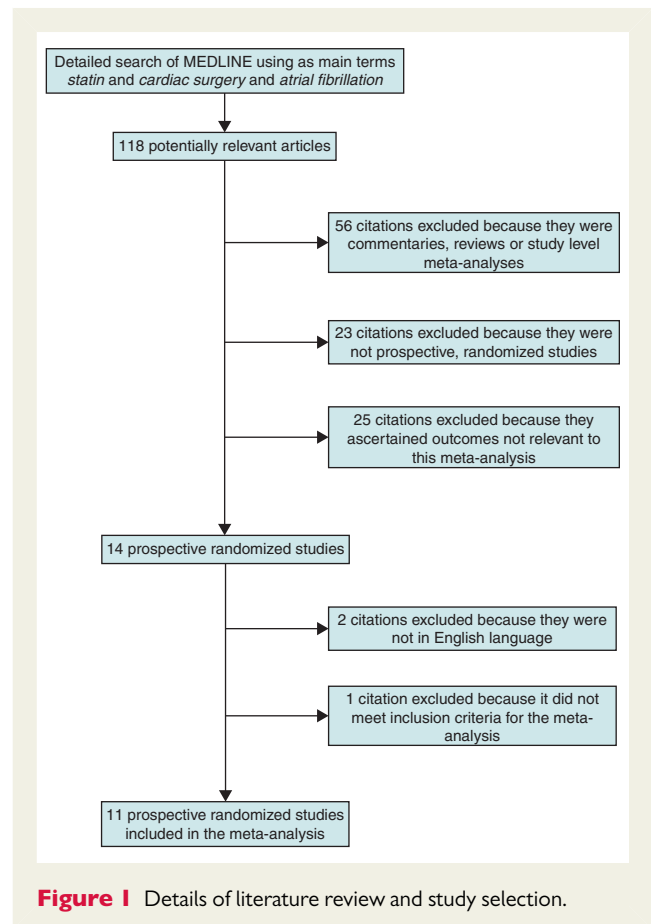 Detailed search of MEDLINE using as main terms
statin and cardiac surgery and atrial fibrillation
118 potentially relevant articles
56 citations excluded because they were
commentaries, reviews or study level
meta-analyses
23 citations excluded because they were
not prospective, randomized studies
25 citations excluded because they
ascertained outcomes not relevant to
this meta-analysis
14 prospective randomized studies
2 citations excluded because they were
not in English language
1 citation excluded because it did not
meet inclusion criteria for the meta-
analysis
11 prospective randomized studies
included in the meta-analysis
Figure 1 Details of literature review and study selection.